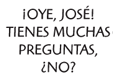 ¡OYE, JOSÉ!
TIENES MUCHAS
PREGUNTAS,
¿NO?